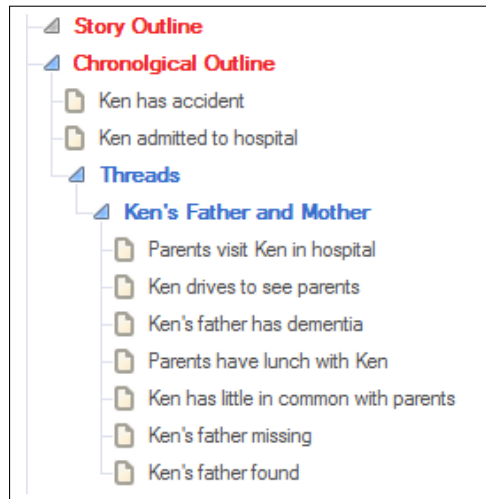 Story Outline
Chronolgical Outline
Ken has accident
Ken admitted to hospital
Threads
Ken's Father and Mother
Parents visit Ken in hospital
Ken drives to see parents
Ken's father has dementia
Parents have lunch with Ken
Ken has little in common with parents
Ken's father missing
Ken's father found